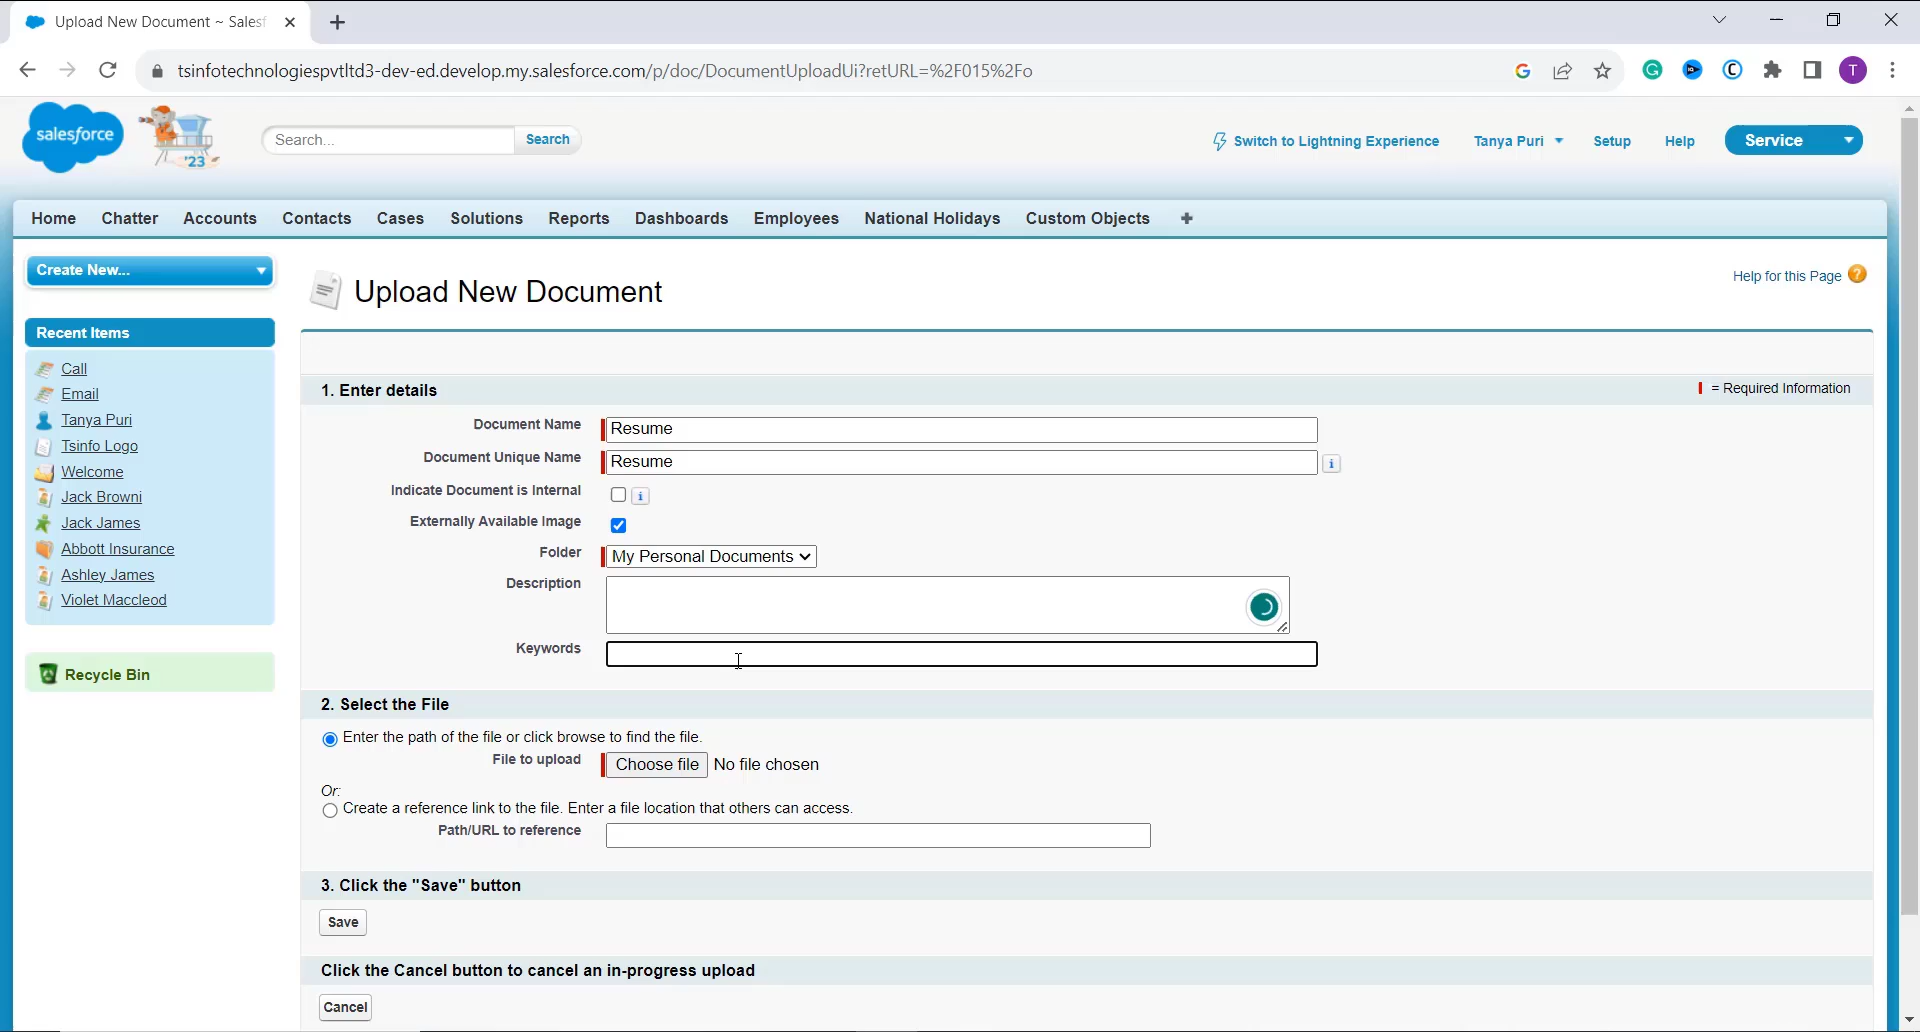 Upload New Document ~ Salesf
tsinfotechnologiespvtltd3-dev-ed.develop.my.salesforce.com/p/doc/DocumentUploadUi?retURL=%2F015%2Fo
T
salesforce
'23
Search...
Search
Switch to Lightning Experience
Tanya Puri
Setup
Help
Service
Home
Chatter
Accounts
Contacts
Cases
Solutions
Reports
Dashboards
Employees
National Holidays
Custom Objects
Create New...
Recent Items
Call
Email
Tanya Puri
Tsinfo Logo
Welcome
Jack Browni
Jack James
Abbott Insurance
Ashley James
Violet Maccleod
Recycle Bin
Upload New Document
Help for this Page ?
1. Enter details
= Required Information
Document Name Resume
Document Unique Name Resume i
Indicate Document is Internal i
Externally Available Image
Folder My Personal Documents
Description
Keywords
2. Select the File
Enter the path of the file or click browse to find the file.
File to upload Choose file No file chosen
Or:
Create a reference link to the file. Enter a file location that others can access.
Path/URL to reference
3. Click the "Save" button
Save
Click the Cancel button to cancel an in-progress upload
Cancel